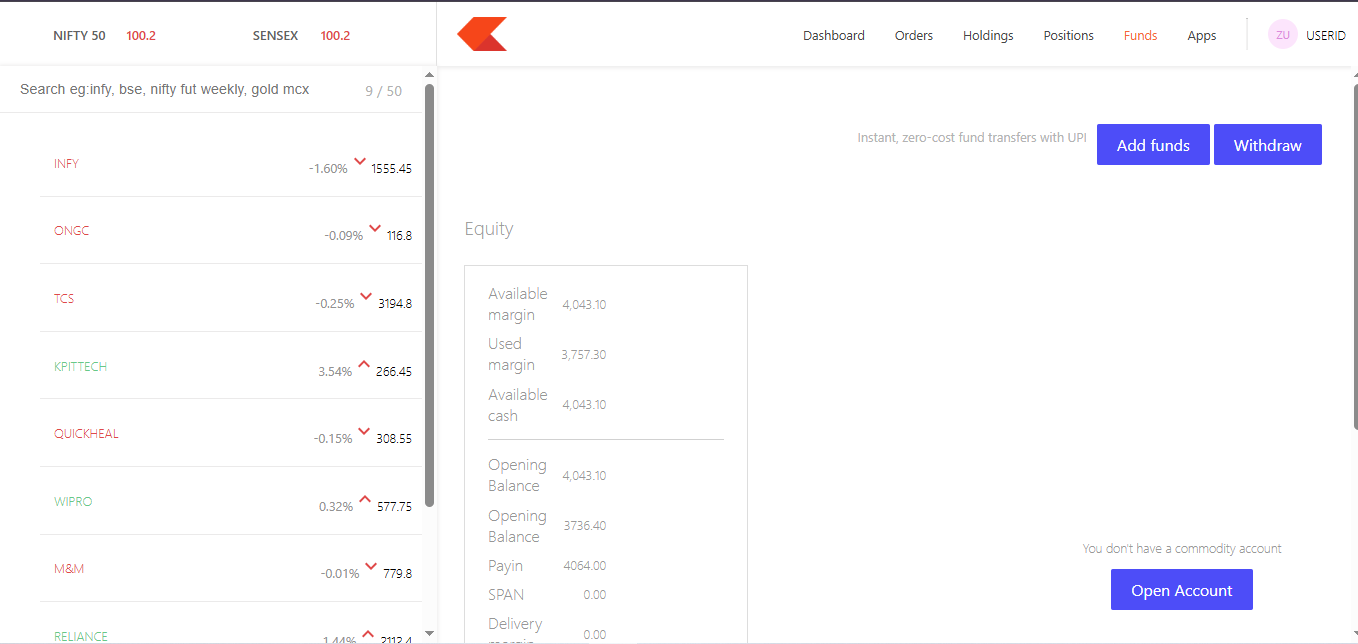 NIFTY 50 100.2 SENSEX 100.2
Dashboard Orders Holdings Positions Funds Apps ZU USERID
Search eg:infy, bse, nifty fut weekly, gold mcx 9 / 50
INFY -1.60% 1555.45
ONGC -0.09% 116.8
TCS -0.25% 3194.8
KPITTECH 3.54% 266.45
QUICKHEAL -0.15% 308.55
WIPRO 0.32% 577.75
M&M -0.01% 779.8
RELIANCE 1.44% 2112.4
Instant, zero-cost fund transfers with UPI Add funds Withdraw
Equity
Available
margin 4,043.10
Used
margin 3,757.30
Available
cash 4,043.10
Opening
Balance 4,043.10
Opening
Balance 3736.40
Payin 4064.00
SPAN 0.00
Delivery
margin 0.00
You don't have a commodity account
Open Account